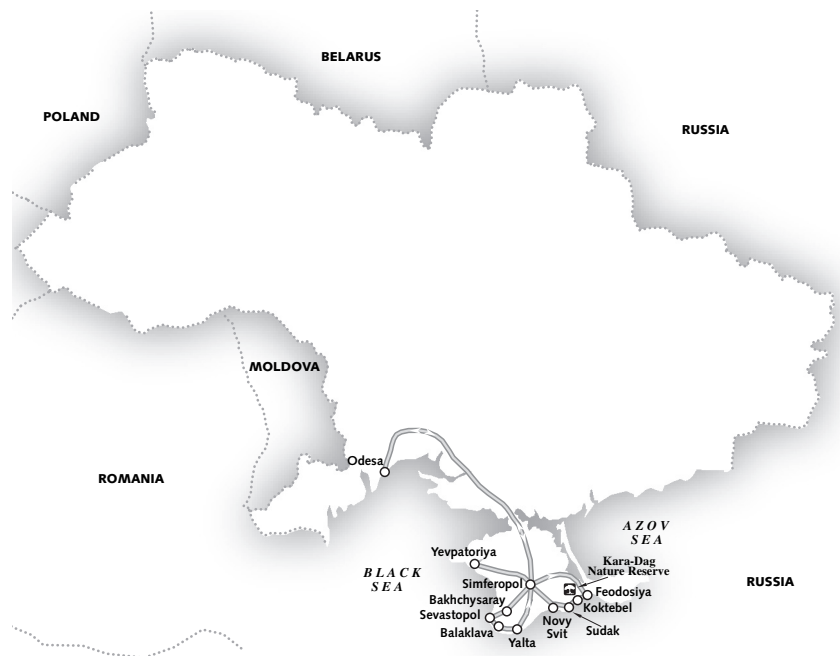 BELARUS
POLAND
RUSSIA
MOLDOVA
Odesa
ROMANIA
AZOV
SEA
Yevpatoriya
Kara-Dag
Nature Reserve
BLACK
SEA
RUSSIA
Simferopol
Feodosiya
Bakhchysaray
Koktebel
Sevastopol
Novy
Svit
Sudak
Balaklava
Yalta